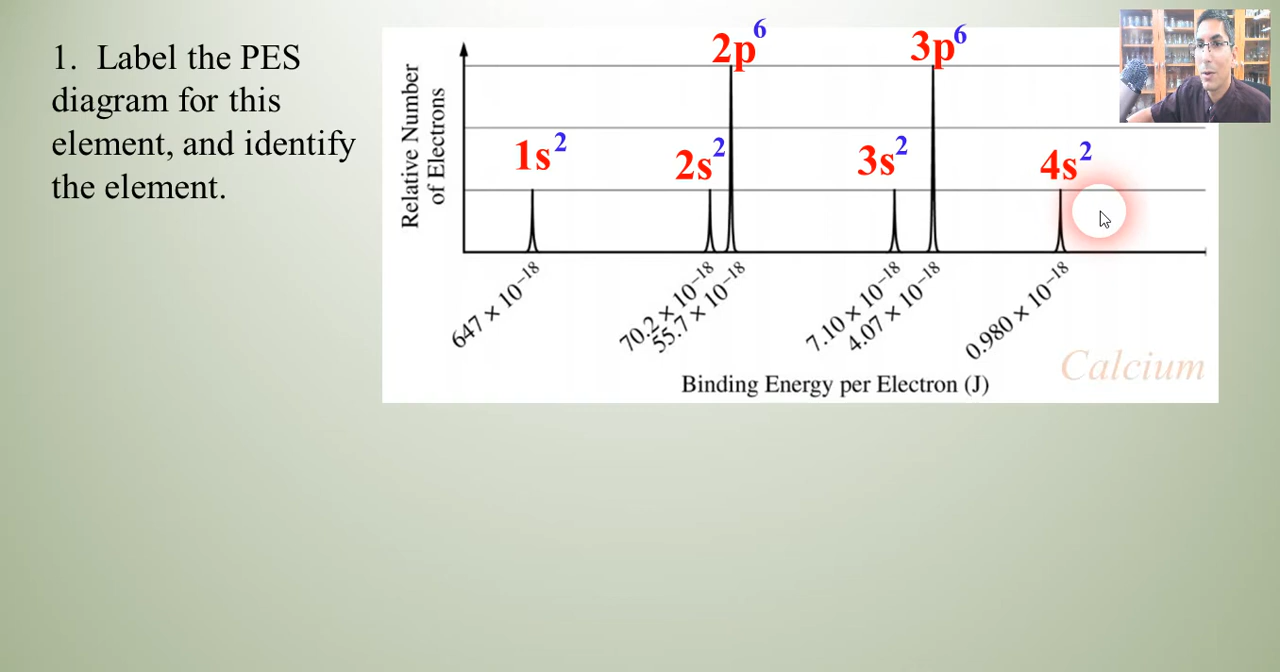 1. Label the PES
diagram for this
element, and identify
the element.
Relative Number
of Electrons
1s²
2s²
2p⁶
3s²
3p⁶
4s²
647 × 10⁻¹⁸
70.2 × 10⁻¹⁸
55.7 × 10⁻¹⁸
7.10 × 10⁻¹⁸
4.07 × 10⁻¹⁸
0.980 × 10⁻¹⁸
Calcium
Binding Energy per Electron (J)